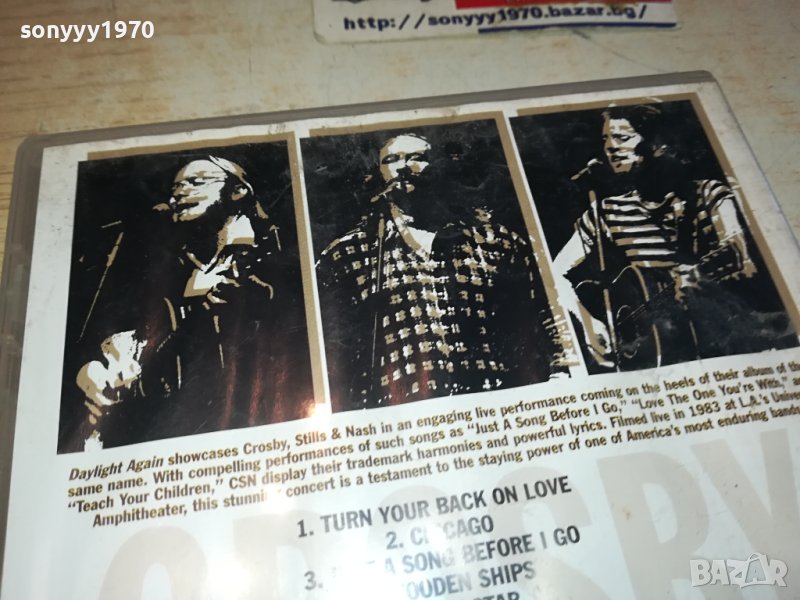 sonyyy1970
http://sonyyy1970.bazar.bg/
Daylight Again showcases Crosby, Stills & Nash in an engaging live performance coming on the heels of their album of the
same name. With compelling performances of such songs as "Just A Song Before I Go," "Love The One You're With," and
"Teach Your Children," CSN display their trademark harmonies and powerful lyrics. Filmed live in 1983 at L.A.'s Univer
Amphitheater, this stunning concert is a testament to the staying power of one of America's most enduring bands
1. TURN YOUR BACK ON LOVE
2. CHICAGO
3. A SONG BEFORE I GO
OODEN SHIPS
STAR
BAZAR